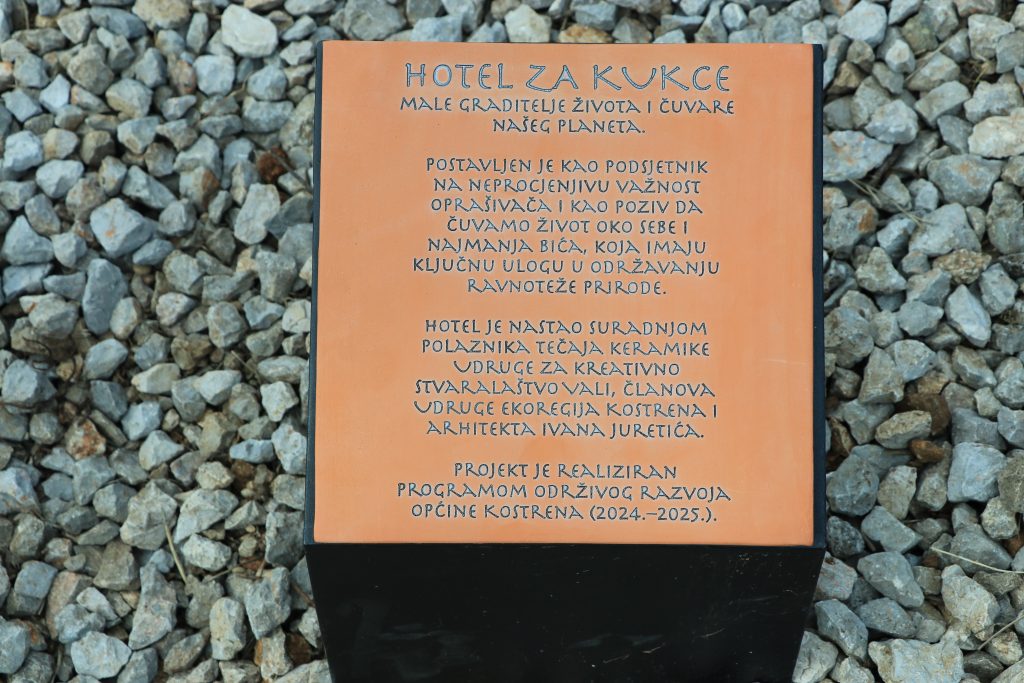 HOTEL ZA KUKCE
MALE GRADITELJE ŽIVOTA I ČUVARE
NAŠEG PLANETA.
POSTAVLJEN JE KAO PODSJETNIK
NA NEPROCJENJIVU VAŽNOST
OPRAŠIVAČA I KAO POZIV DA
ČUVAMO ŽIVOT OKO SEBE I
NAJMANJA BIĆA, KOJA IMAJU
KLJUČNU ULOGU U ODRŽAVANJU
RAVNOTEŽE PRIRODE.
HOTEL JE NASTAO SURADNJOM
POLAZNIKA TEČAJA KERAMIKE
UDRUGE ZA KREATIVNO
STVARALAŠTVO VALI, ČLANOVA
UDRUGE EKOREGIJA KOSTRENA I
ARHITEKTA IVANA JURETIĆA.
PROJEKT JE REALIZIRAN
PROGRAMOM ODRŽIVOG RAZVOJA
OPĆINE KOSTRENA (2024.–2025.).